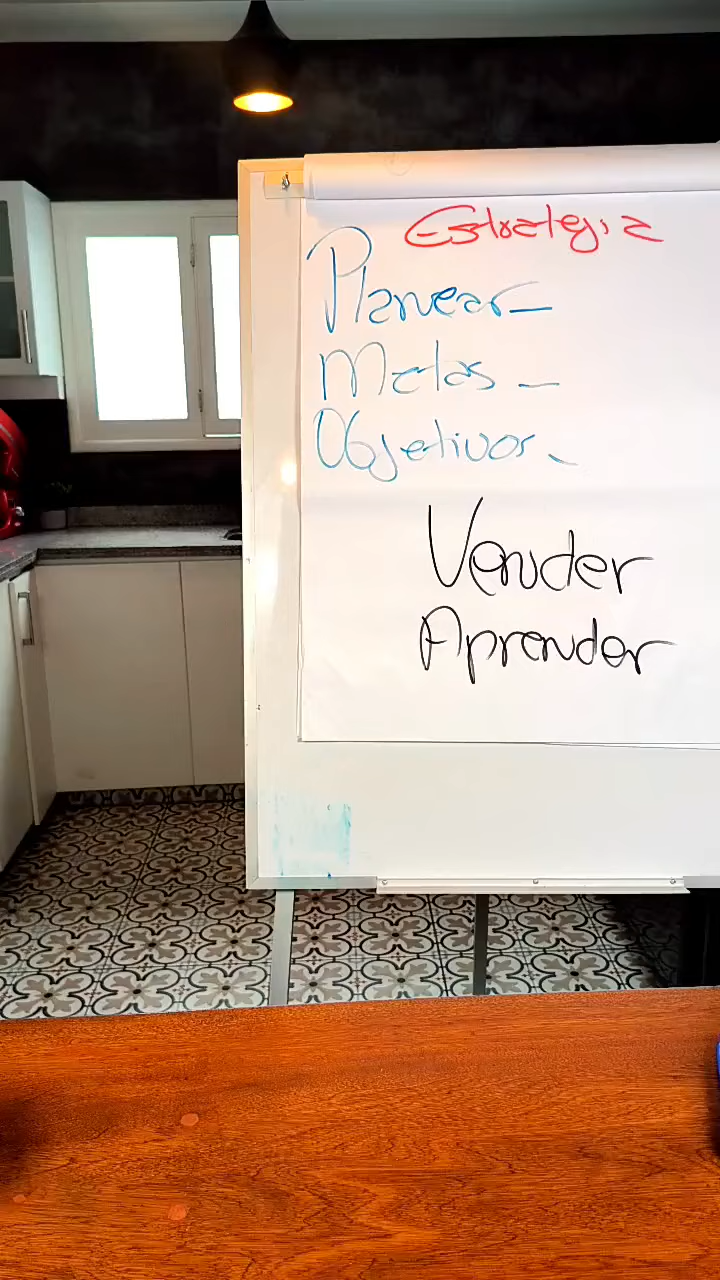 Estrategia
Planear -
Metas -
Objetivos -
Vender
Aprender